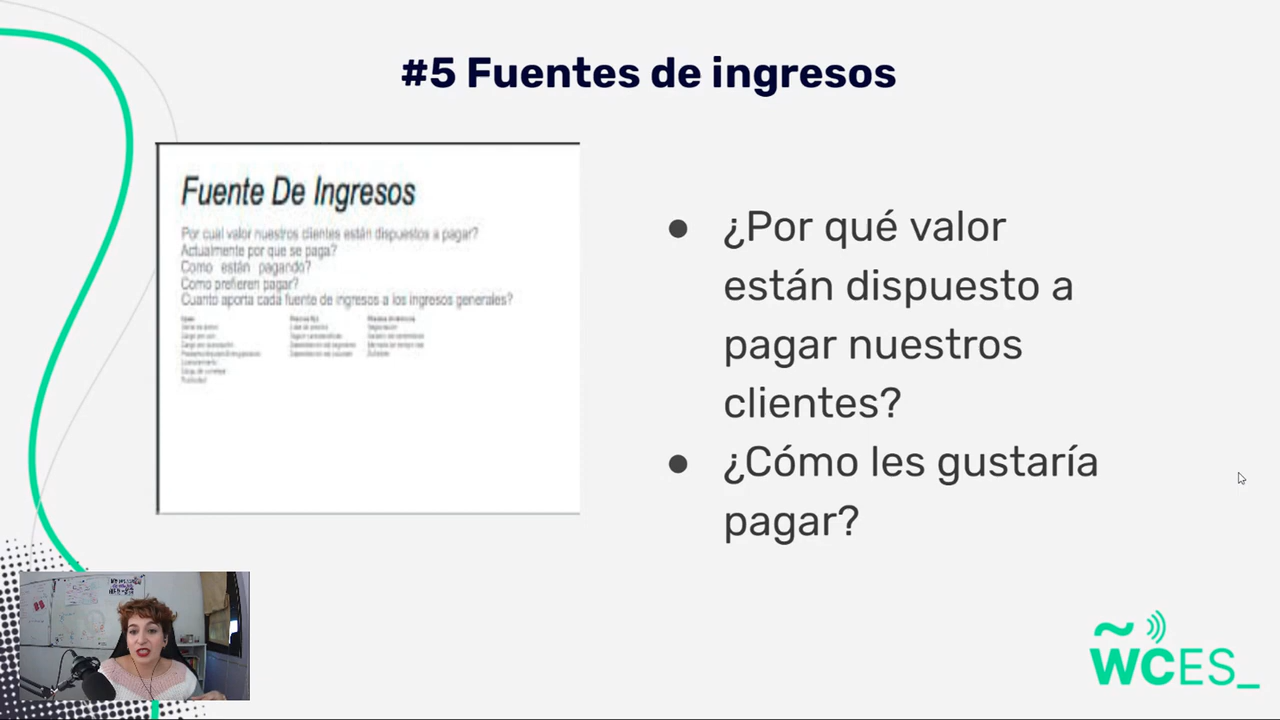 #5 Fuentes de ingresos
Fuente De Ingresos
Por cual valor nuestros clientes están dispuestos a pagar?
Actualmente por que se paga?
Como están pagando?
Como prefieren pagar?
Cuanto aporta cada fuente de ingresos a los ingresos generales?
● ¿Por qué valor
están dispuesto a
pagar nuestros
clientes?
● ¿Cómo les gustaría
pagar?
WCES_